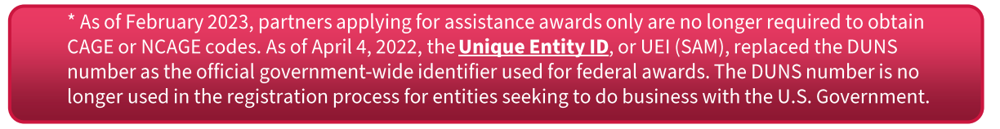 * As of February 2023, partners applying for assistance awards only are no longer required to obtain
CAGE or NCAGE codes. As of April 4, 2022, the Unique Entity ID, or UEI (SAM), replaced the DUNS
number as the official government-wide identifier used for federal awards. The DUNS number is no
longer used in the registration process for entities seeking to do business with the U.S. Government.